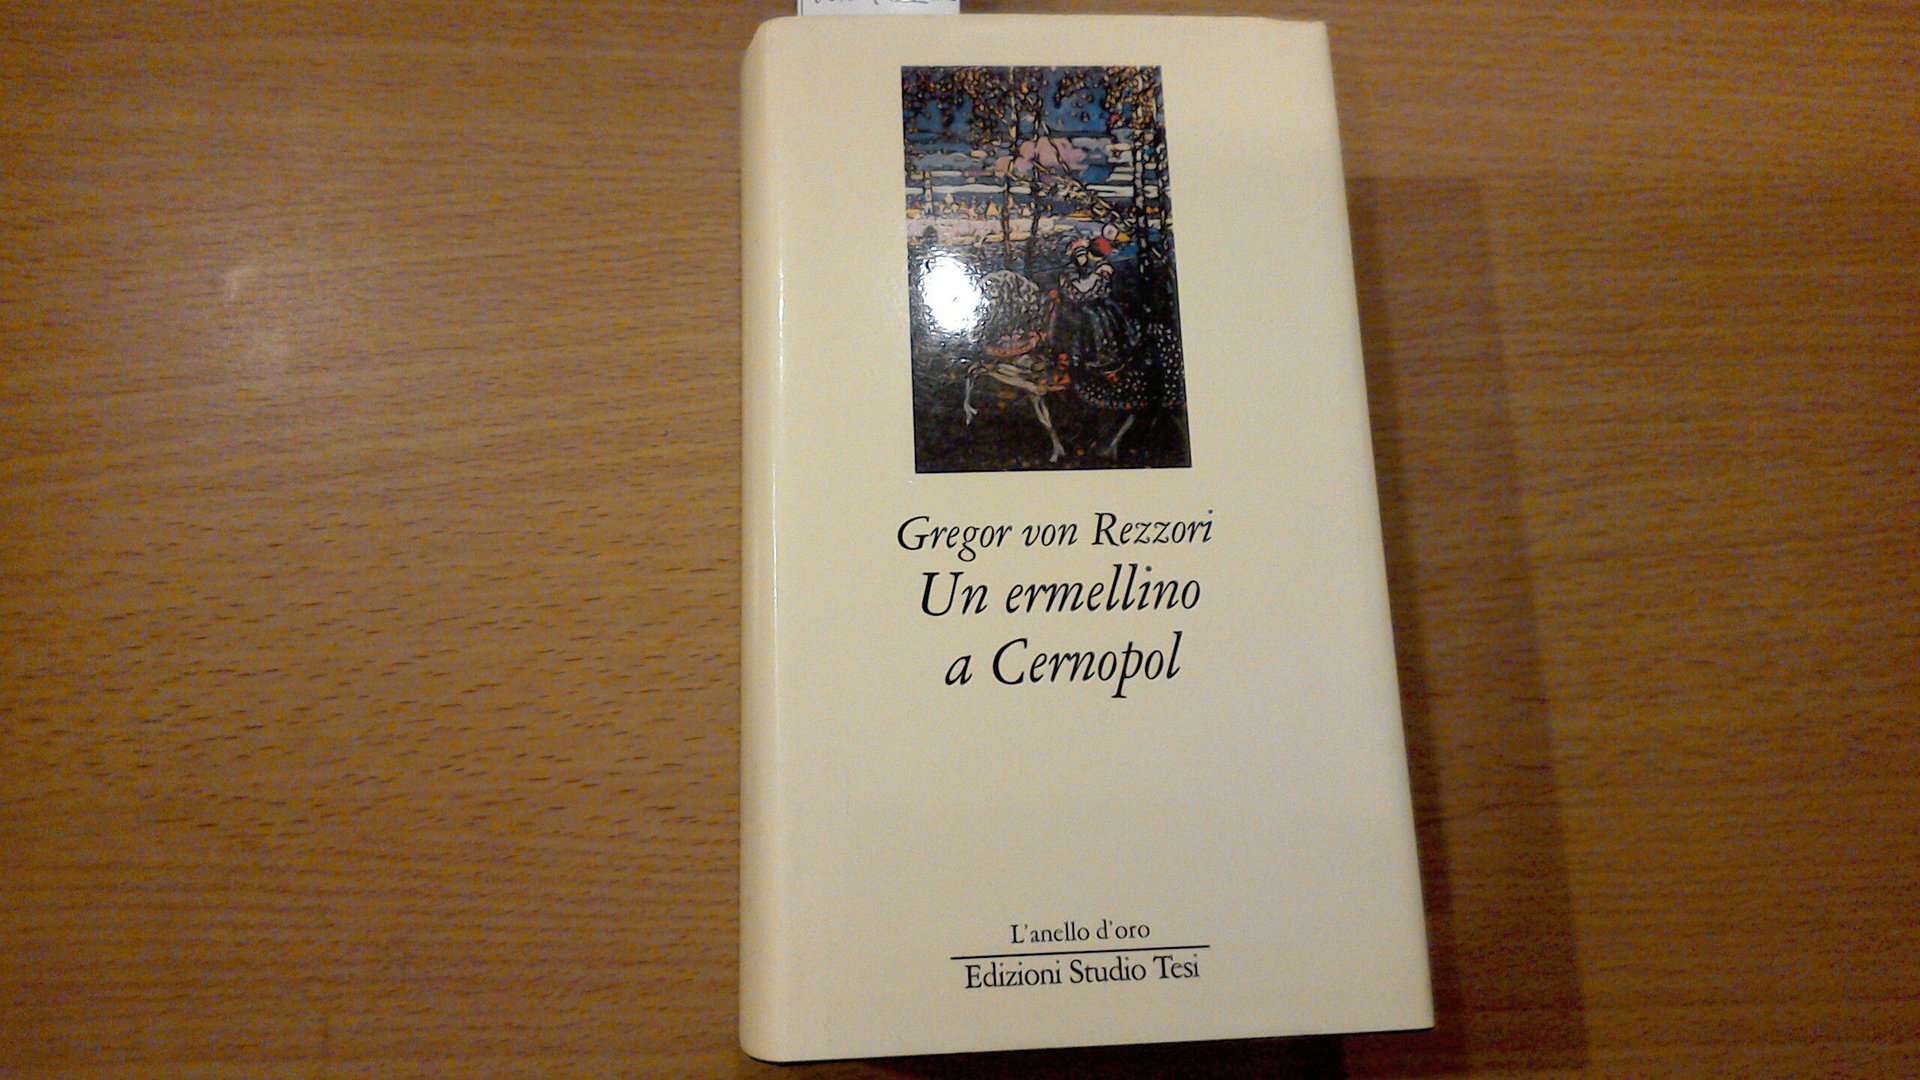 Gregor von Rezzori
Un ermellino
a Cernopol
L'anello d'oro
Edizioni Studio Tesi